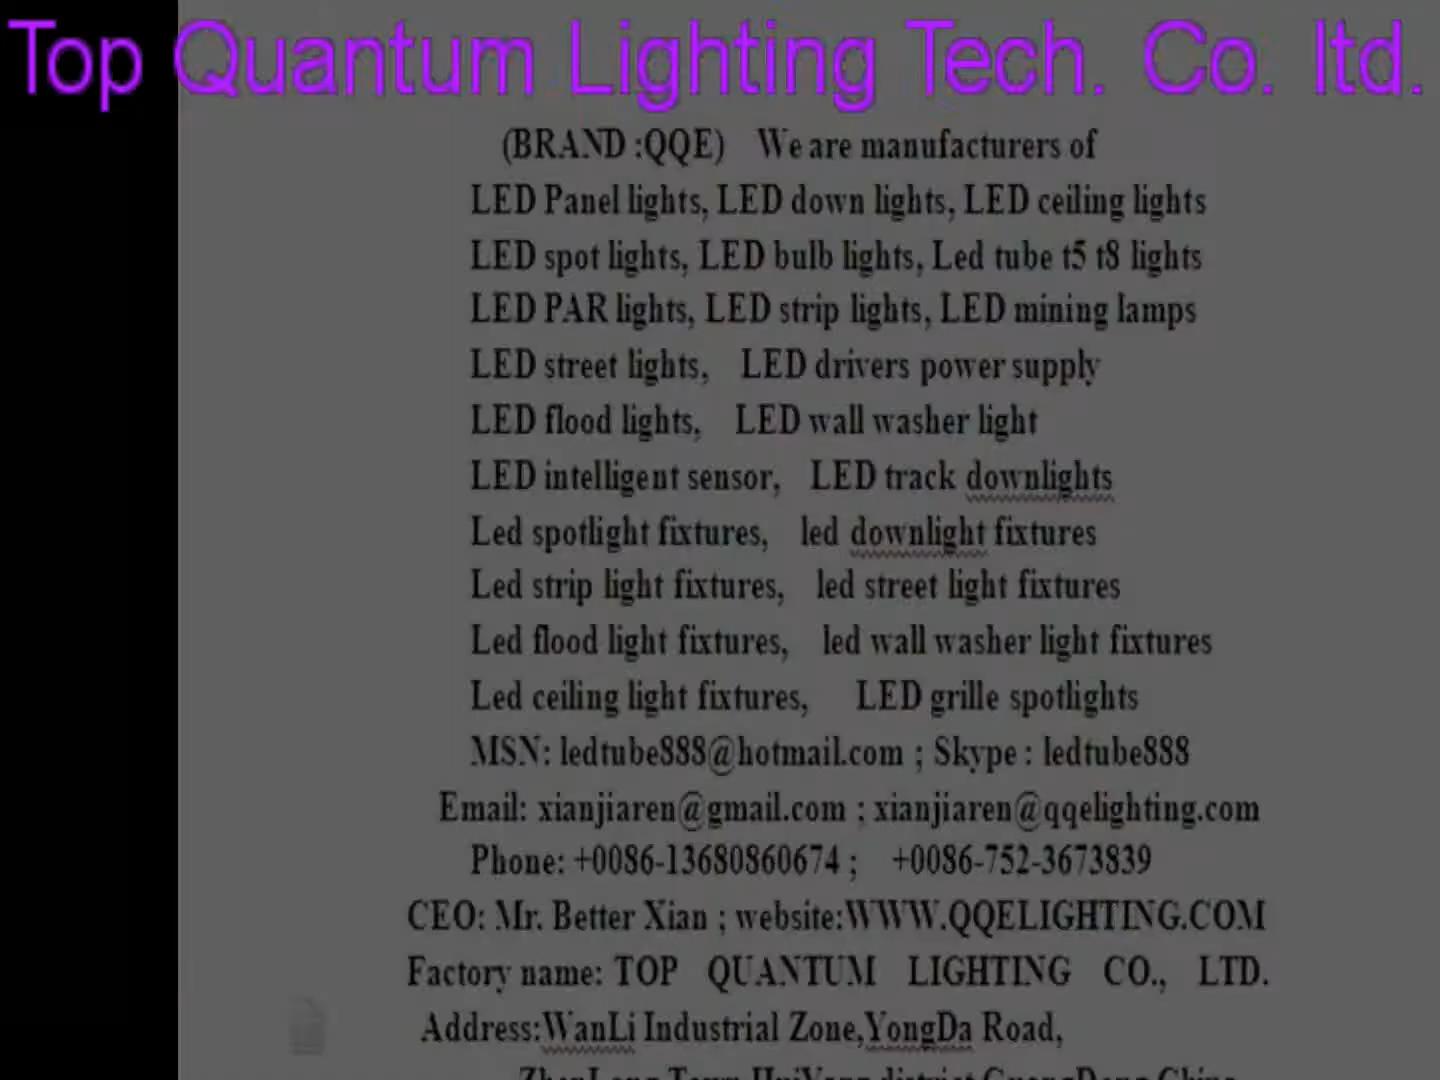 Top Quantum Lighting Tech. Co. ltd.
(BRAND :QQE) We are manufacturers of
LED Panel lights, LED down lights, LED ceiling lights
LED spot lights, LED bulb lights, Led tube t5 t8 lights
LED PAR lights, LED strip lights, LED mining lamps
LED street lights, LED drivers power supply
LED flood lights, LED wall washer light
LED intelligent sensor, LED track downlights
Led spotlight fixtures, led downlight fixtures
Led strip light fixtures, led street light fixtures
Led flood light fixtures, led wall washer light fixtures
Led ceiling light fixtures, LED grille spotlights
MSN: ledtube888@hotmail.com ; Skype : ledtube888
Email: xianjiaren@gmail.com ; xianjiaren@qqelighting.com
Phone: +0086-13680860674 ; +0086-752-3673839
CEO: Mr. Better Xian ; website:WWW.QQELIGHTING.COM
Factory name: TOP QUANTUM LIGHTING CO., LTD.
Address:WanLi Industrial Zone,YongDa Road,
Town HuiYang district GuangDong China